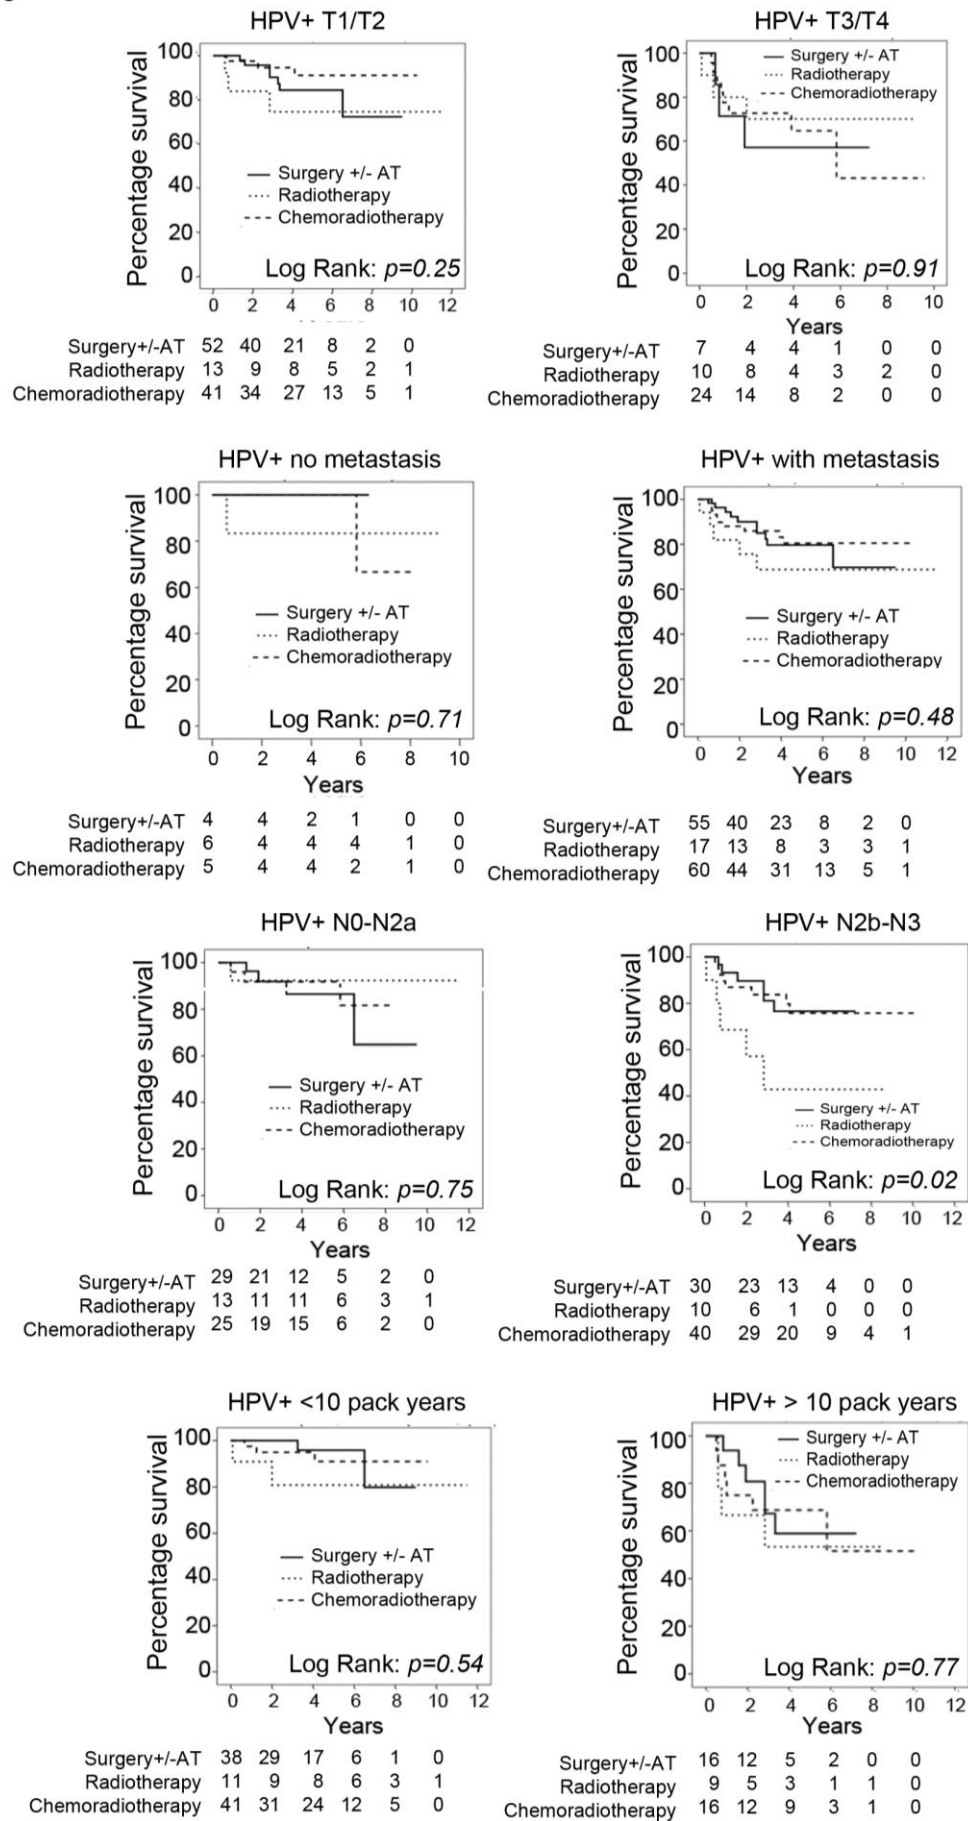 HPV+ T1/T2
Percentage survival
100
80
60
40
20
0
Surgery +/- AT
Radiotherapy
Chemoradiotherapy
Log Rank: p=0.25
0 2 4 6 8 10 12
Surgery+/-AT 52 40 21 8 2 0
Radiotherapy 13 9 8 5 2 1
Chemoradiotherapy 41 34 27 13 5 1
HPV+ T3/T4
Percentage survival
100
80
60
40
20
0
Surgery +/- AT
Radiotherapy
Chemoradiotherapy
Log Rank: p=0.91
0 2 4 6 8 10
Years
Surgery+/-AT 7 4 4 1 0 0
Radiotherapy 10 8 4 3 2 0
Chemoradiotherapy 24 14 8 2 0 0
HPV+ no metastasis
Percentage survival
100
80
60
40
20
0
Surgery +/- AT
Radiotherapy
Chemoradiotherapy
Log Rank: p=0.71
0 2 4 6 8 10
Years
Surgery+/-AT 4 4 2 1 0 0
Radiotherapy 6 4 4 4 1 0
Chemoradiotherapy 5 4 4 2 1 0
HPV+ with metastasis
Percentage survival
100
80
60
40
20
0
Surgery +/- AT
Radiotherapy
Chemoradiotherapy
Log Rank: p=0.48
0 2 4 6 8 10 12
Years
Surgery+/-AT 55 40 23 8 2 0
Radiotherapy 17 13 8 3 3 1
Chemoradiotherapy 60 44 31 13 5 1
HPV+ N0-N2a
Percentage survival
100
80
60
40
20
0
Surgery +/- AT
Radiotherapy
Chemoradiotherapy
Log Rank: p=0.75
0 2 4 6 8 10 12
Years
Surgery+/-AT 29 21 12 5 2 0
Radiotherapy 13 11 11 6 3 1
Chemoradiotherapy 25 19 15 6 2 0
HPV+ N2b-N3
Percentage survival
100
80
60
40
20
0
Surgery +/- AT
Radiotherapy
Chemoradiotherapy
Log Rank: p=0.02
0 2 4 6 8 10 12
Years
Surgery+/-AT 30 23 13 4 0 0
Radiotherapy 10 6 1 0 0 0
Chemoradiotherapy 40 29 20 9 4 1
HPV+ <10 pack years
Percentage survival
100
80
60
40
20
0
Surgery +/- AT
Radiotherapy
Chemoradiotherapy
Log Rank: p=0.54
0 2 4 6 8 10 12
Years
Surgery+/-AT 38 29 17 6 1 0
Radiotherapy 11 9 8 6 3 1
Chemoradiotherapy 41 31 24 12 5 0
HPV+ > 10 pack years
Percentage survival
100
80
60
40
20
0
Surgery +/- AT
Radiotherapy
Chemoradiotherapy
Log Rank: p=0.77
0 2 4 6 8 10 12
Years
Surgery+/-AT 16 12 5 2 0 0
Radiotherapy 9 5 3 1 1 0
Chemoradiotherapy 16 12 9 3 1 0